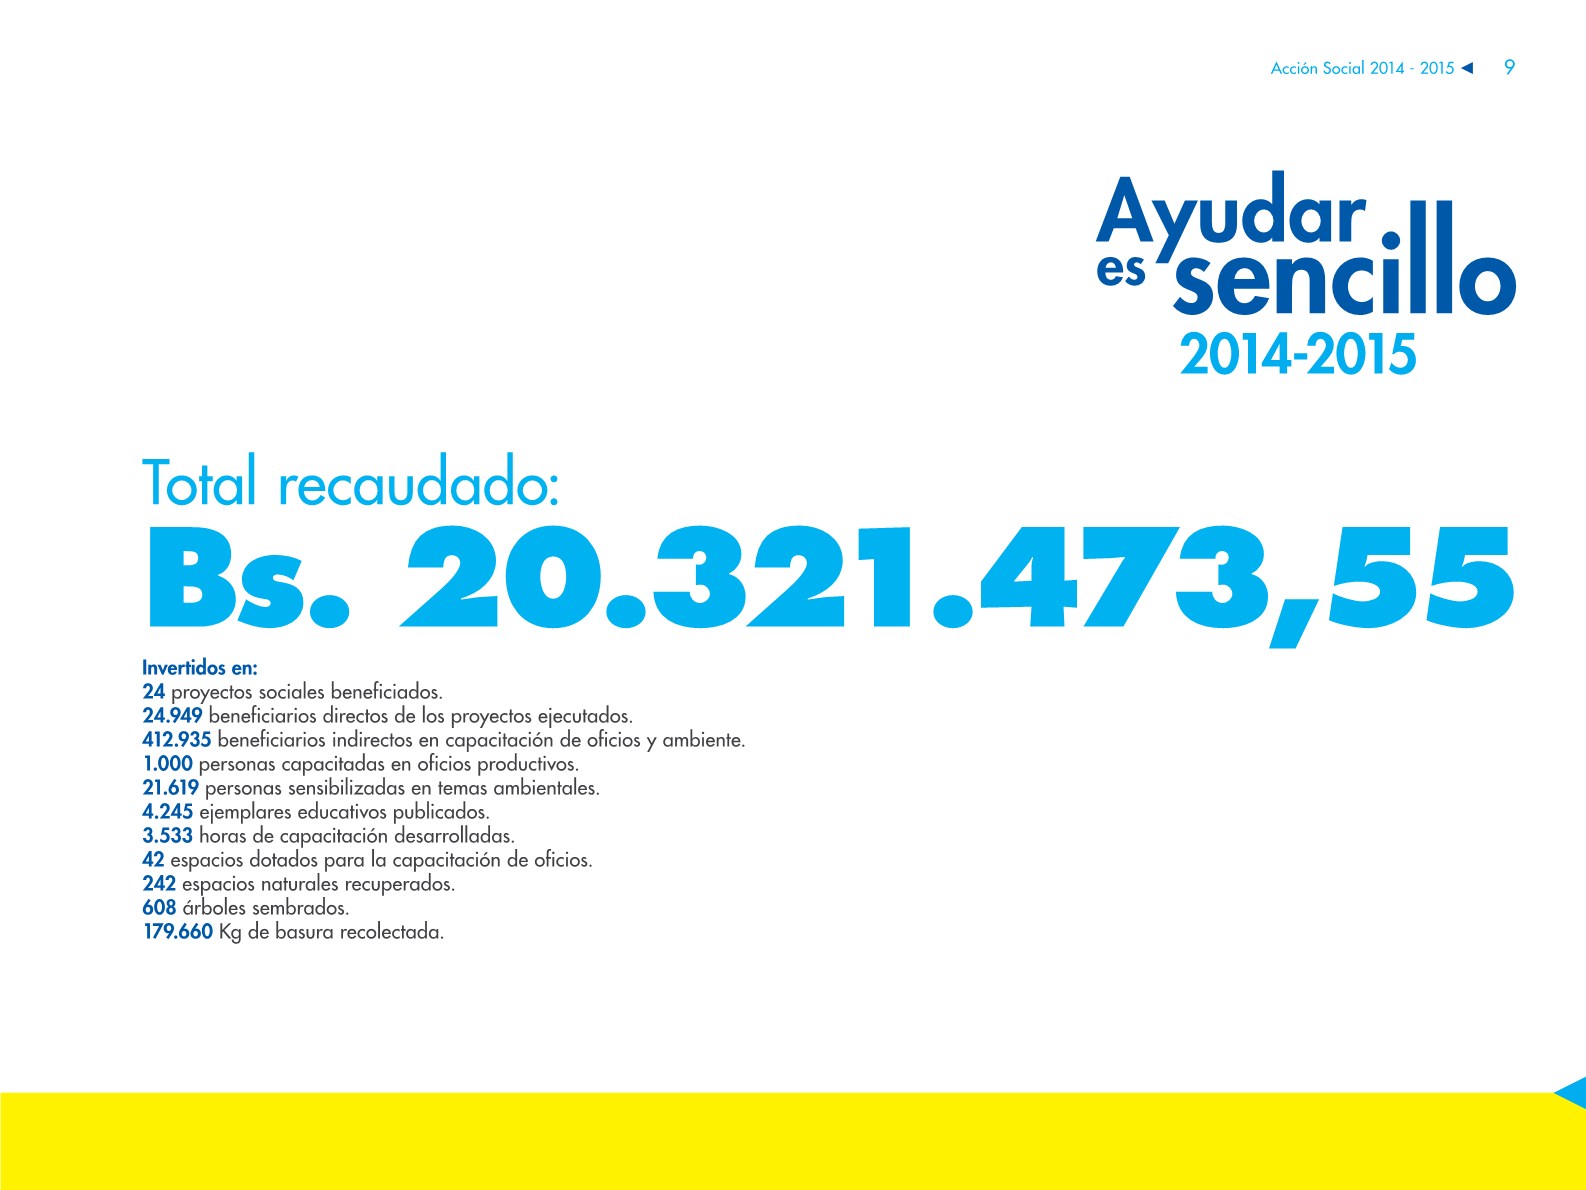 Acción Social 2014 - 2015 9
Ayudar
es sencillo
2014-2015
Total recaudado:
Bs. 20.321.473,55
Invertidos en:
24 proyectos sociales beneficiados.
24.949 beneficiarios directos de los proyectos ejecutados.
412.935 beneficiarios indirectos en capacitación de oficios y ambiente.
1.000 personas capacitadas en oficios productivos.
21.619 personas sensibilizadas en temas ambientales.
4.245 ejemplares educativos publicados.
3.533 horas de capacitación desarrolladas.
42 espacios dotados para la capacitación de oficios.
242 espacios naturales recuperados.
608 árboles sembrados.
179.660 Kg de basura recolectada.